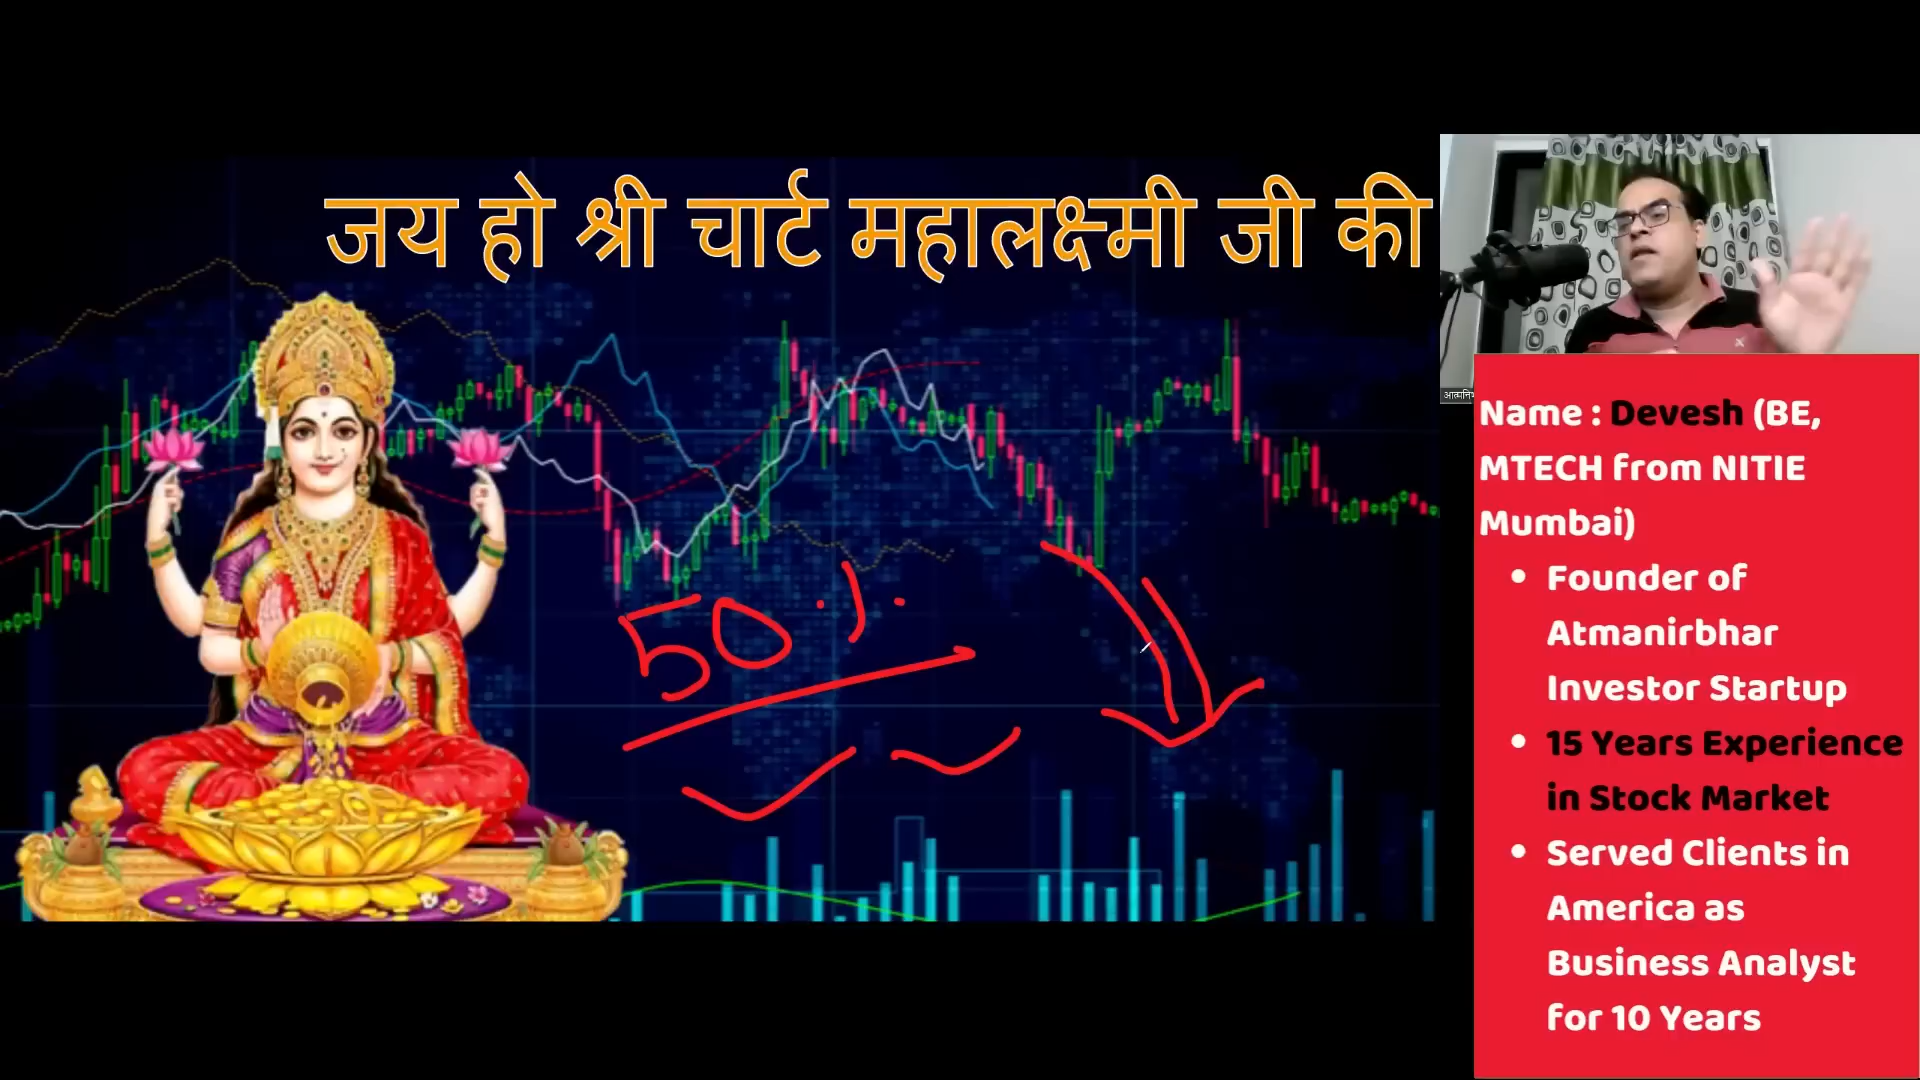 जय हो श्री चार्ट महालक्ष्मी जी की
50%
Name : Devesh (BE,
MTECH from NITIE
Mumbai)
• Founder of
Atmanirbhar
Investor Startup
• 15 Years Experience
in Stock Market
• Served Clients in
America as
Business Analyst
for 10 Years